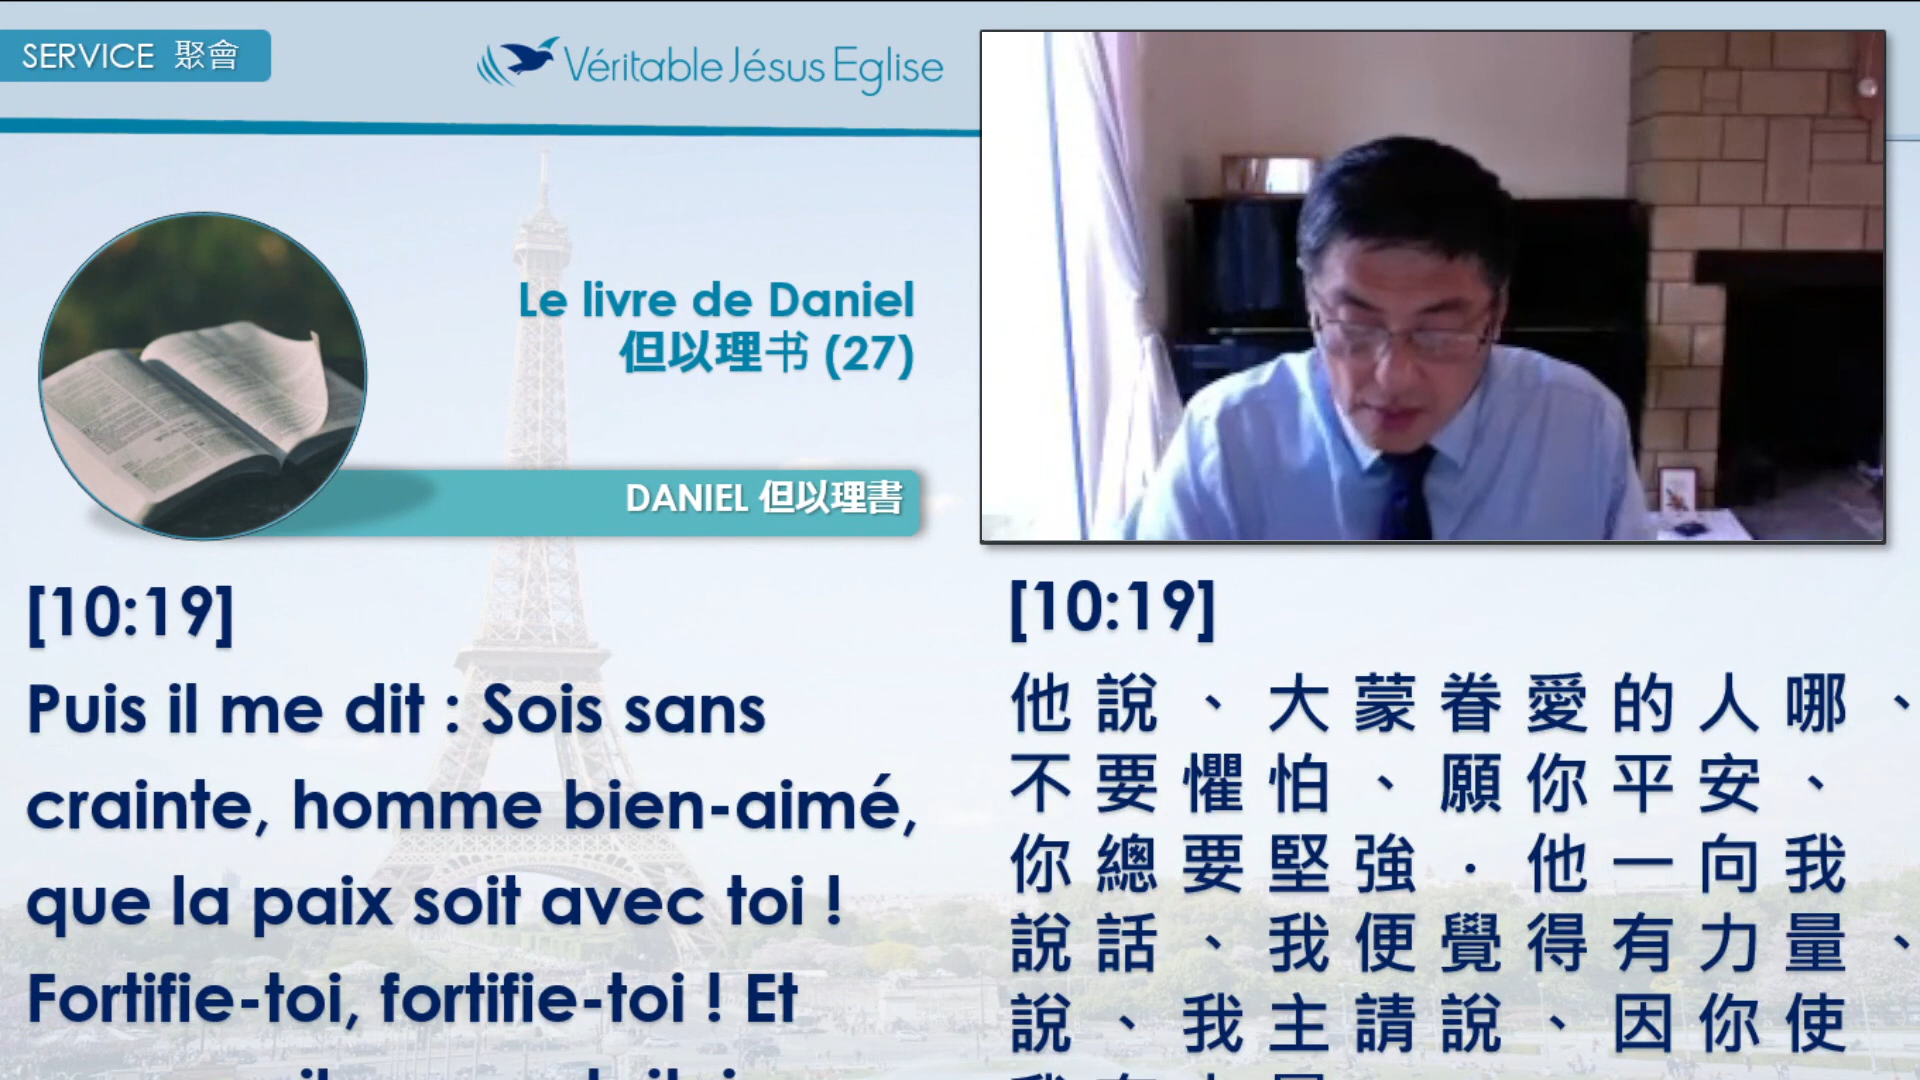 SERVICE 聚會
Véritable Jésus Eglise
Le livre de Daniel
但以理书 (27)
DANIEL 但以理書
[10:19]
Puis il me dit : Sois sans
crainte, homme bien-aimé,
que la paix soit avec toi !
Fortifie-toi, fortifie-toi ! Et
[10:19]
他說、大蒙眷愛的人哪、
不要懼怕、願你平安、
你總要堅強．他一向我
說話、我便覺得有力量、
說、我主請說、因你使